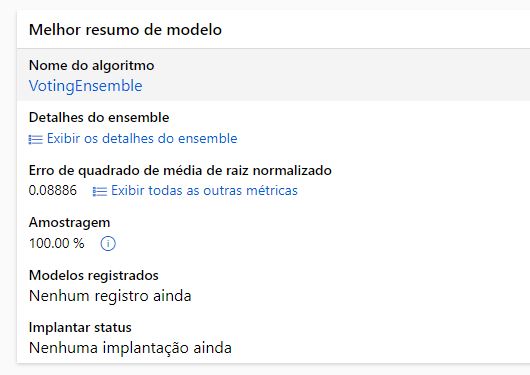 Melhor resumo de modelo
Nome do algoritmo
VotingEnsemble
Detalhes do ensemble
Exibir os detalhes do ensemble
Erro de quadrado de média de raiz normalizado
0.08886 Exibir todas as outras métricas
Amostragem
100.00 %
Modelos registrados
Nenhum registro ainda
Implantar status
Nenhuma implantação ainda